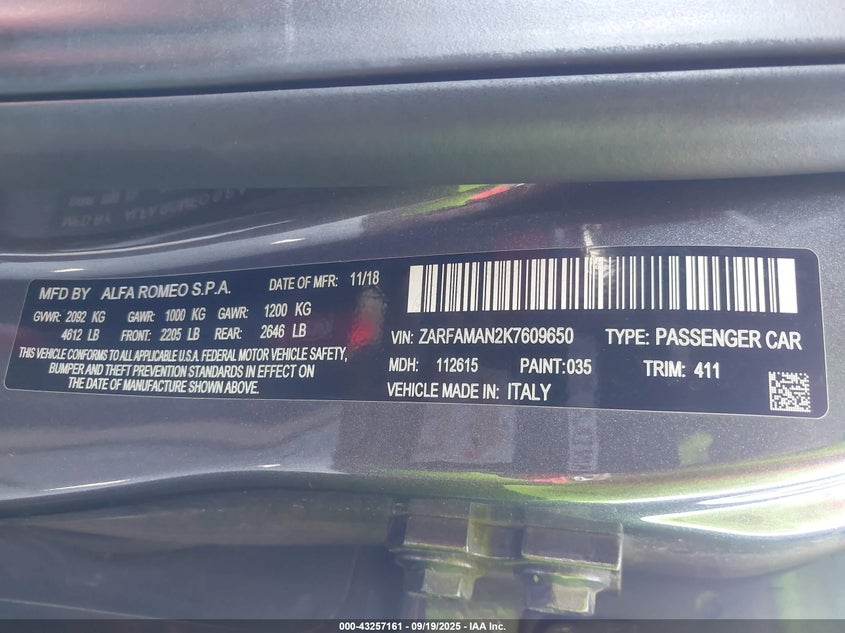 MFD BY ALFA ROMEO S.P.A. DATE OF MFR: 11/18
GVWR: 2092 KG GAWR: 1000 KG GAWR: 1200 KG
4612 LB FRONT: 2205 LB REAR: 2646 LB
THIS VEHICLE CONFORMS TO ALL APPLICABLE U.S.A. FEDERAL MOTOR VEHICLE SAFETY,
BUMPER AND THEFT PREVENTION STANDARDS IN EFFECT ON
THE DATE OF MANUFACTURE SHOWN ABOVE.
VIN: ZARFAMAN2K7609650 TYPE: PASSENGER CAR
MDH: 112615 PAINT:035 TRIM: 411
VEHICLE MADE IN: ITALY
000-43257161 - 09/19/2025 - IAA Inc.